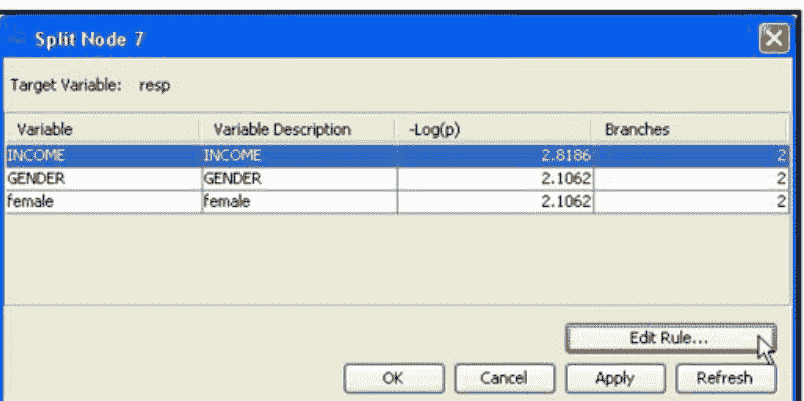 Split Node 7
Target Variable: resp
Variable Variable Description -Log(p) Branches
INCOME INCOME 2.8186 2
GENDER GENDER 2.1062 2
female female 2.1062 2
Edit Rule...
OK Cancel Apply Refresh